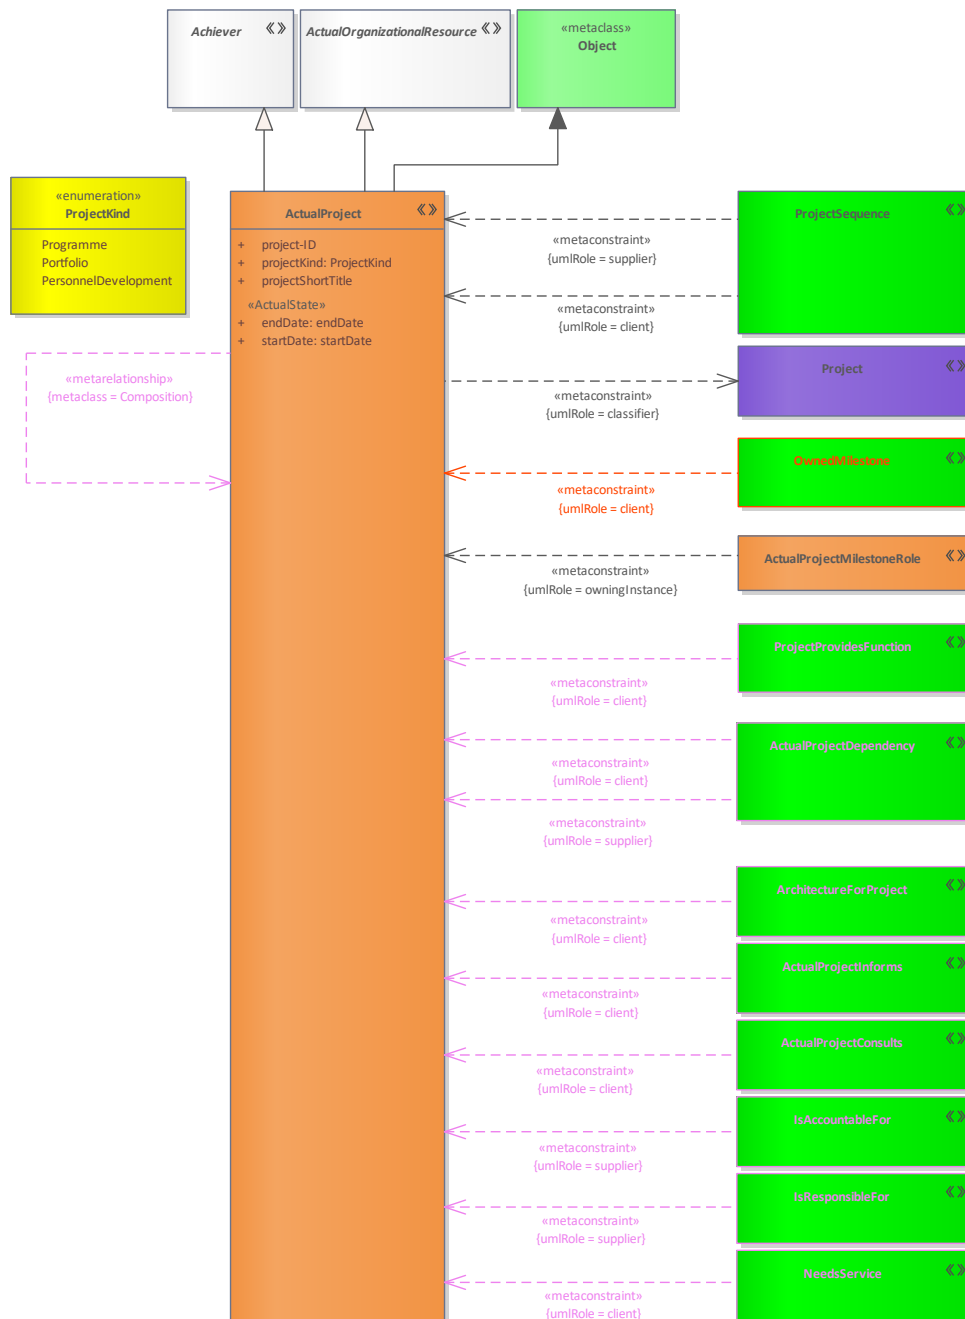 Achiever
ActualOrganizationalResource
«metaclass»
Object
«enumeration»
ProjectKind
Programme
Portfolio
PersonnelDevelopment
ActualProject
+ project-ID
+ projectKind: ProjectKind
+ projectShortTitle
«ActualState»
+ endDate: endDate
+ startDate: startDate
«metarelationship»
{metaclass = Composition}
ProjectSequence
«metaconstraint»
{umlRole = supplier}
«metaconstraint»
{umlRole = client}
Project
«metaconstraint»
{umlRole = classifier}
OwnedMilestone
«metaconstraint»
{umlRole = client}
ActualProjectMilestoneRole
«metaconstraint»
{umlRole = owningInstance}
ProjectProvidesFunction
«metaconstraint»
{umlRole = client}
ActualProjectDependency
«metaconstraint»
{umlRole = client}
«metaconstraint»
{umlRole = supplier}
ArchitectureForProject
«metaconstraint»
{umlRole = client}
ActualProjectInforms
«metaconstraint»
{umlRole = client}
ActualProjectConsults
«metaconstraint»
{umlRole = client}
IsAccountableFor
«metaconstraint»
{umlRole = supplier}
IsResponsibleFor
«metaconstraint»
{umlRole = supplier}
NeedsService
«metaconstraint»
{umlRole = client}